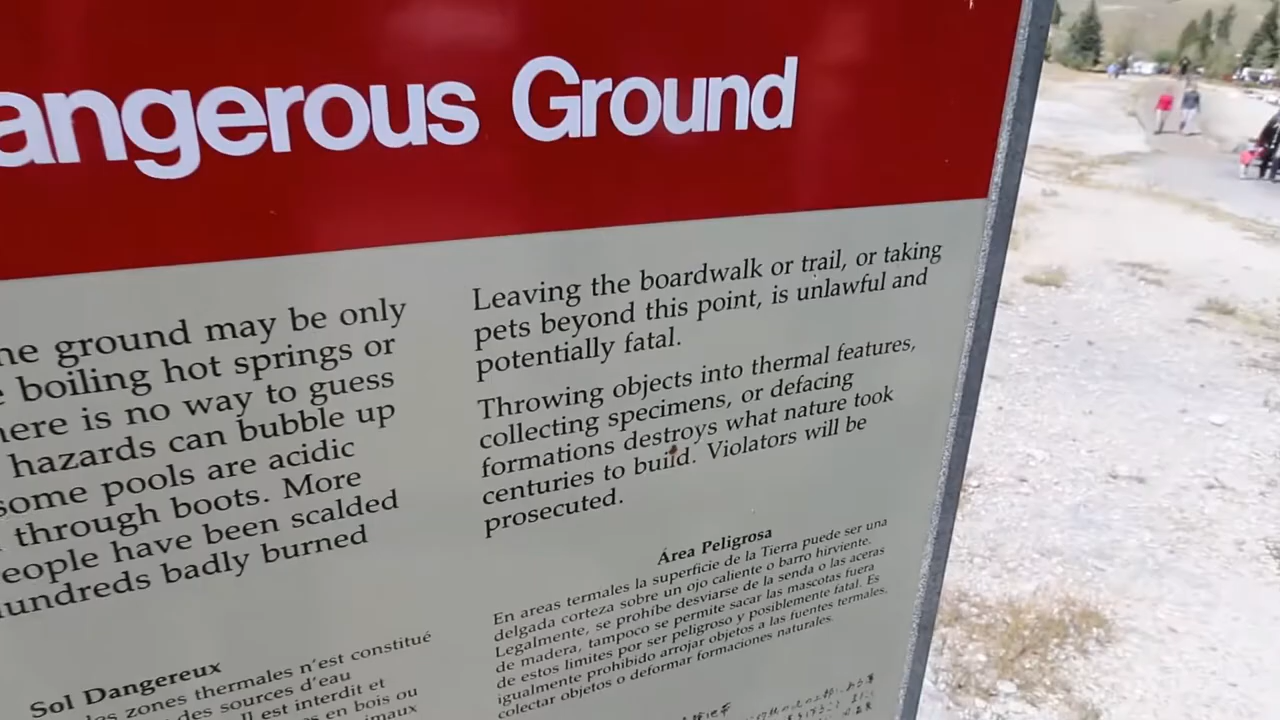 angerous Ground
ne ground may be only
boiling hot springs or
here is no way to guess
hazards can bubble up
some pools are acidic
through boots. More
eople have been scalded
undreds badly burned
Leaving the boardwalk or trail, or taking
pets beyond this point, is unlawful and
potentially fatal.
Throwing objects into thermal features,
collecting specimens, or defacing
formations destroys what nature took
centuries to build. Violators will be
prosecuted.
Sol Dangereux
zones thermales n'est constitué
des sources d'eau
Il est interdit et
en bois ou
imaux
Área Peligrosa
En areas termales la superficie de la Tierra puede ser una
delgada corteza sobre un ojo caliente o barro hirviente.
Legalmente, se prohíbe desviarse de la senda o las aceras
de madera, tampoco se permite sacar las mascotas fuera
de estos limites por ser peligroso y posiblemente fatal. Es
igualmente prohibido arrojar objetos a las fuentes termales,
colectar objetos o deformar formaciones naturales.